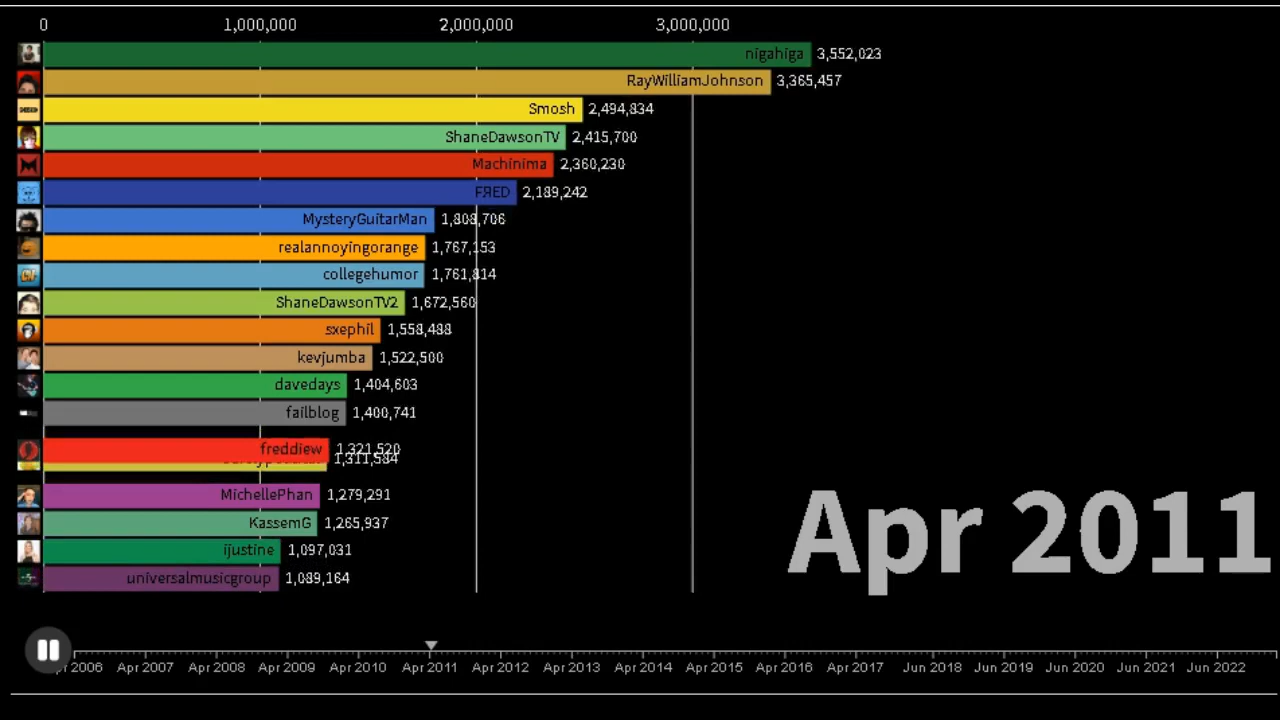 0 1,000,000 2,000,000 3,000,000
nigahiga 3,552,023
RayWilliamJohnson 3,365,457
Smosh 2,494,834
ShaneDawsonTV 2,415,700
Machinima 2,360,230
FЯED 2,189,242
MysteryGuitarMan 1,808,706
realannoyingorange 1,767,153
collegehumor 1,761,814
ShaneDawsonTV2 1,672,560
sxephil 1,558,488
kevjumba 1,522,500
davedays 1,404,603
failblog 1,400,741
freddiew 1,321,520
1,311,584
MichellePhan 1,279,291
KassemG 1,265,937
ijustine 1,097,031
universalmusicgroup 1,089,164
Apr 2011
2006 Apr 2007 Apr 2008 Apr 2009 Apr 2010 Apr 2011 Apr 2012 Apr 2013 Apr 2014 Apr 2015 Apr 2016 Apr 2017 Jun 2018 Jun 2019 Jun 2020 Jun 2021 Jun 2022